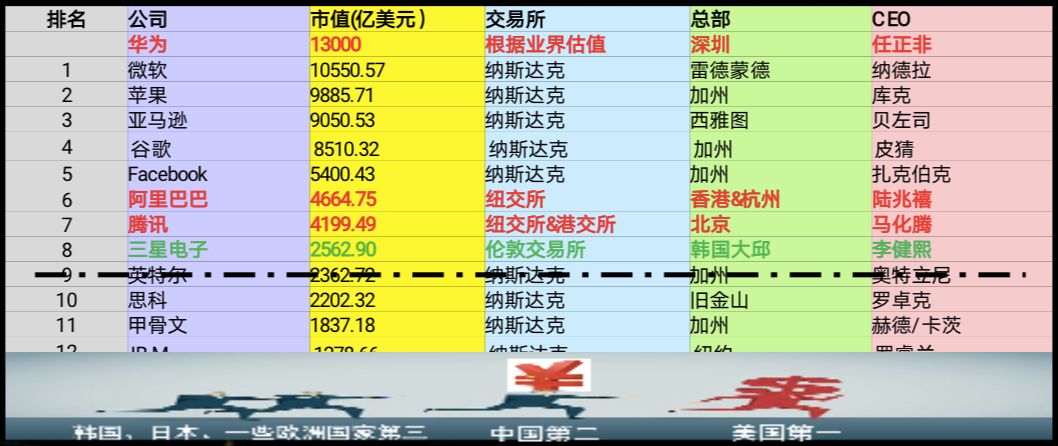 排名 公司 市值(亿美元) 交易所 总部 CEO
华为 13000 根据业界估值 深圳 任正非
1 微软 10550.57 纳斯达克 雷德蒙德 纳德拉
2 苹果 9885.71 纳斯达克 加州 库克
3 亚马逊 9050.53 纳斯达克 西雅图 贝左司
4 谷歌 8510.32 纳斯达克 加州 皮猜
5 Facebook 5400.43 纳斯达克 加州 扎克伯克
6 阿里巴巴 4664.75 纽交所 香港&杭州 陆兆禧
7 腾讯 4199.49 纽交所&港交所 北京 马化腾
8 三星电子 2562.90 伦敦交易所 韩国大邱 李健熙
9 英特尔 2362.72 纳斯达克 加州 奥特立尼
10 思科 2202.32 纳斯达克 旧金山 罗卓克
11 甲骨文 1837.18 纳斯达克 加州 赫德/卡茨
12 纳斯达克 纽约
¥
韩国、日本、一些欧洲国家第三 中国第二 美国第一